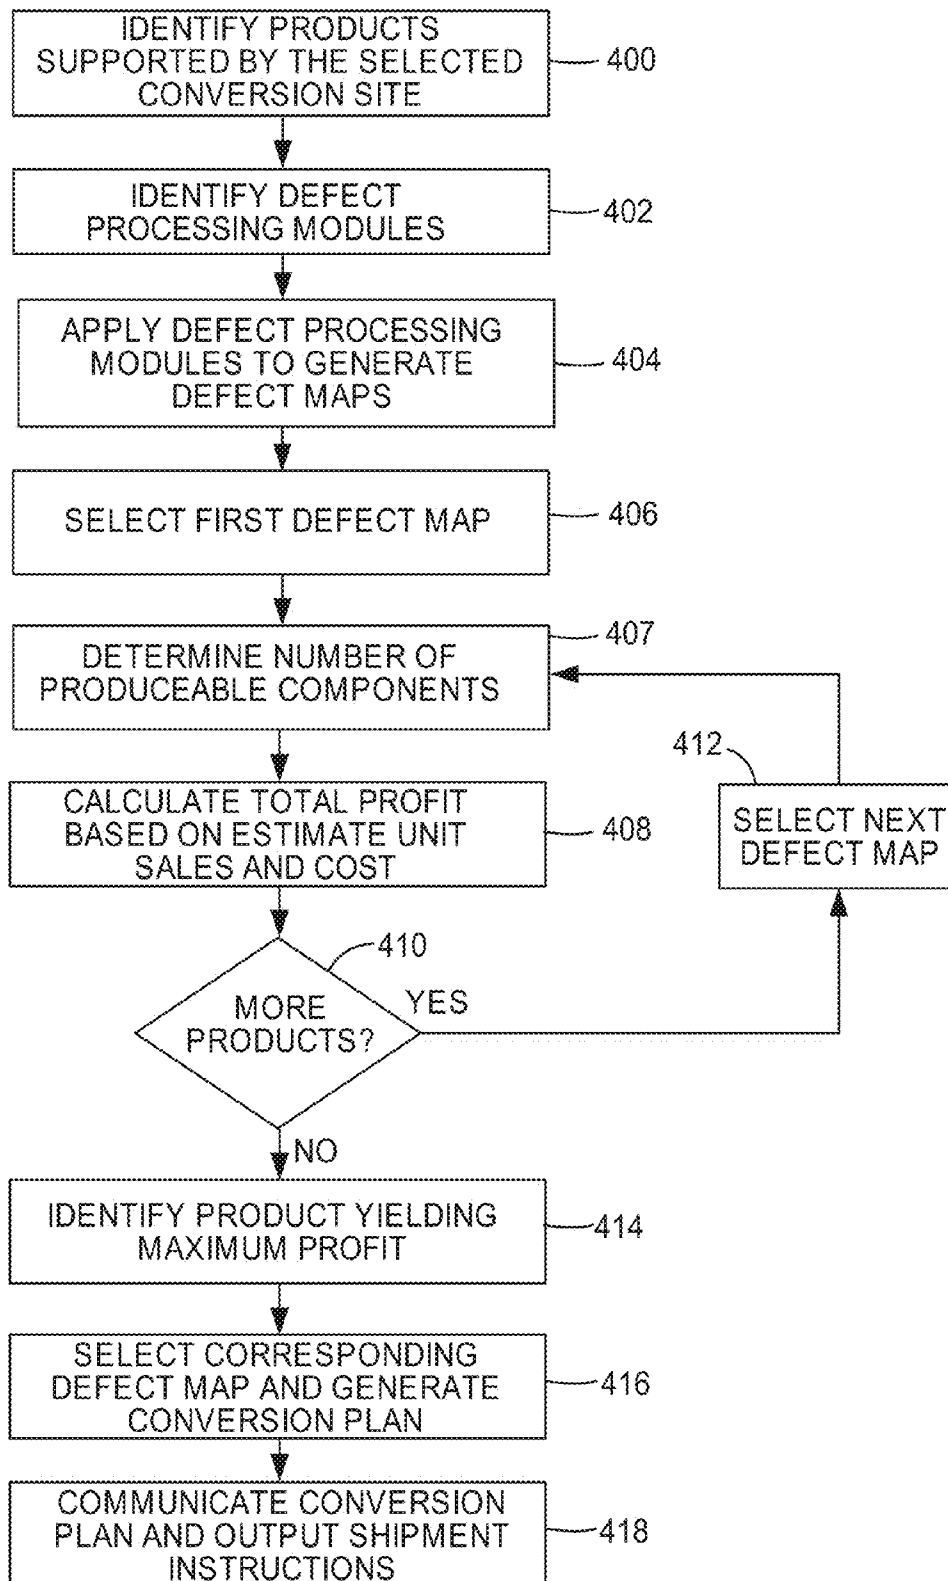 IDENTIFY PRODUCTS
SUPPORTED BY THE SELECTED
CONVERSION SITE
400
IDENTIFY DEFECT
PROCESSING MODULES
402
APPLY DEFECT PROCESSING
MODULES TO GENERATE
DEFECT MAPS
404
SELECT FIRST DEFECT MAP
406
DETERMINE NUMBER OF
PRODUCEABLE COMPONENTS
407
CALCULATE TOTAL PROFIT
BASED ON ESTIMATE UNIT
SALES AND COST
408
412
SELECT NEXT
DEFECT MAP
410
MORE
PRODUCTS?
YES
NO
IDENTIFY PRODUCT YIELDING
MAXIMUM PROFIT
414
SELECT CORRESPONDING
DEFECT MAP AND GENERATE
CONVERSION PLAN
416
COMMUNICATE CONVERSION
PLAN AND OUTPUT SHIPMENT
INSTRUCTIONS
418